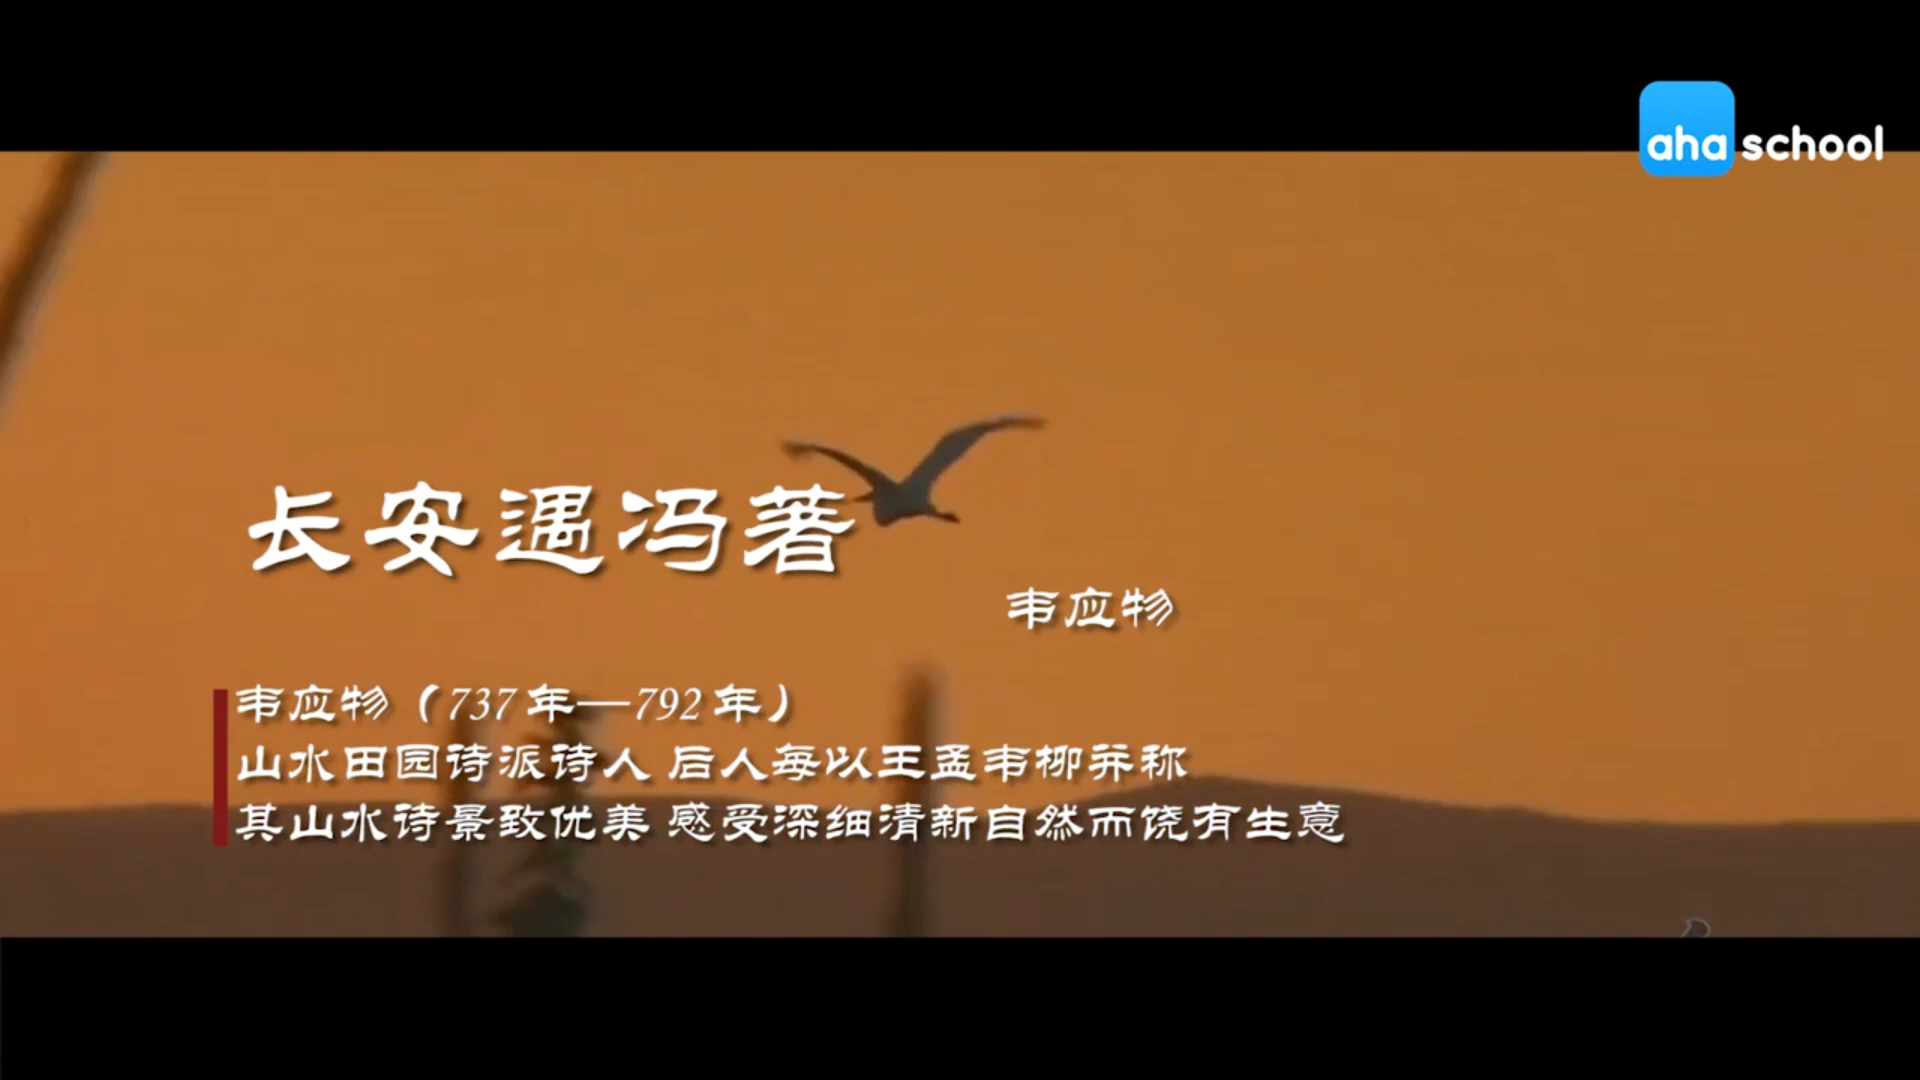 aha school
长安遇冯著
韦应物
韦应物（737年—792年）
山水田园诗派诗人 后人每以王孟韦柳并称
其山水诗景致优美 感受深细清新自然而饶有生意